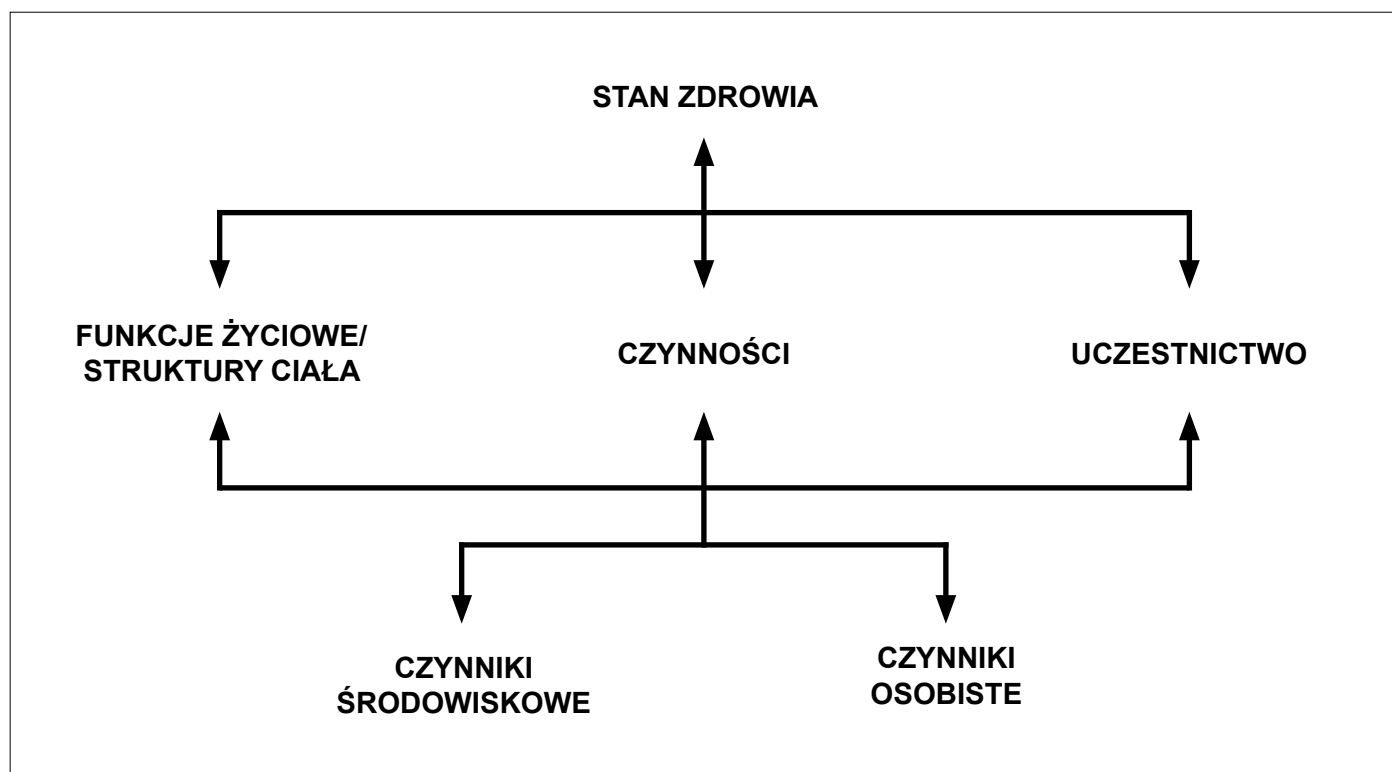 STAN ZDROWIA
FUNKCJE ŻYCIOWE/
STRUKTURY CIAŁA
CZYNNOŚCI
UCZESTNICTWO
CZYNNIKI
ŚRODOWISKOWE
CZYNNIKI
OSOBISTE